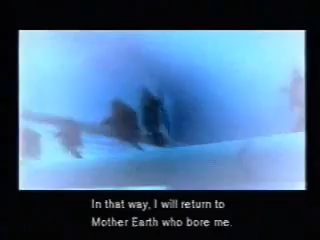 In that way, I will return to
Mother Earth who bore me.